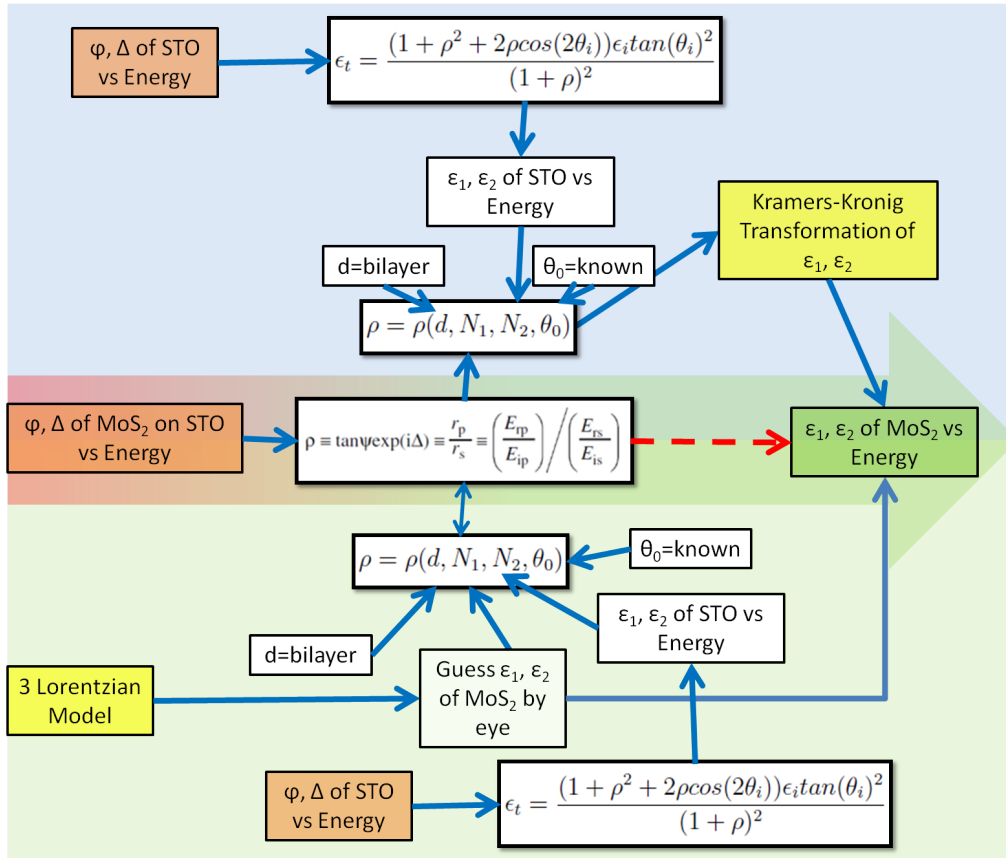 φ, Δ of STO
vs Energy
ϵ_t = (1 + ρ² + 2ρcos(2θ_i))ϵ_i tan(θ_i)² / (1 + ρ)²
ε₁, ε₂ of STO vs
Energy
Kramers-Kronig
Transformation of
ε₁, ε₂
d=bilayer
θ₀=known
ρ = ρ(d, N₁, N₂, θ₀)
φ, Δ of MoS₂ on STO
vs Energy
ρ ≡ tanψexp(iΔ) ≡ r_p/r_s ≡ (E_rp/E_ip) / (E_rs/E_is)
ε₁, ε₂ of MoS₂ vs
Energy
ρ = ρ(d, N₁, N₂, θ₀)
θ₀=known
d=bilayer
ε₁, ε₂ of STO vs
Energy
3 Lorentzian
Model
Guess ε₁, ε₂
of MoS₂ by
eye
φ, Δ of STO
vs Energy
ϵ_t = (1 + ρ² + 2ρcos(2θ_i))ϵ_i tan(θ_i)² / (1 + ρ)²